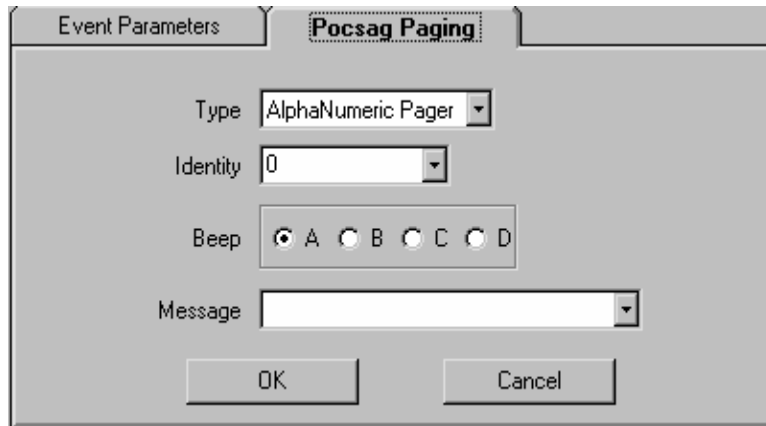 Event Parameters Pocsag Paging
Type AlphaNumeric Pager
Identity 0
Beep A B C D
Message
OK Cancel